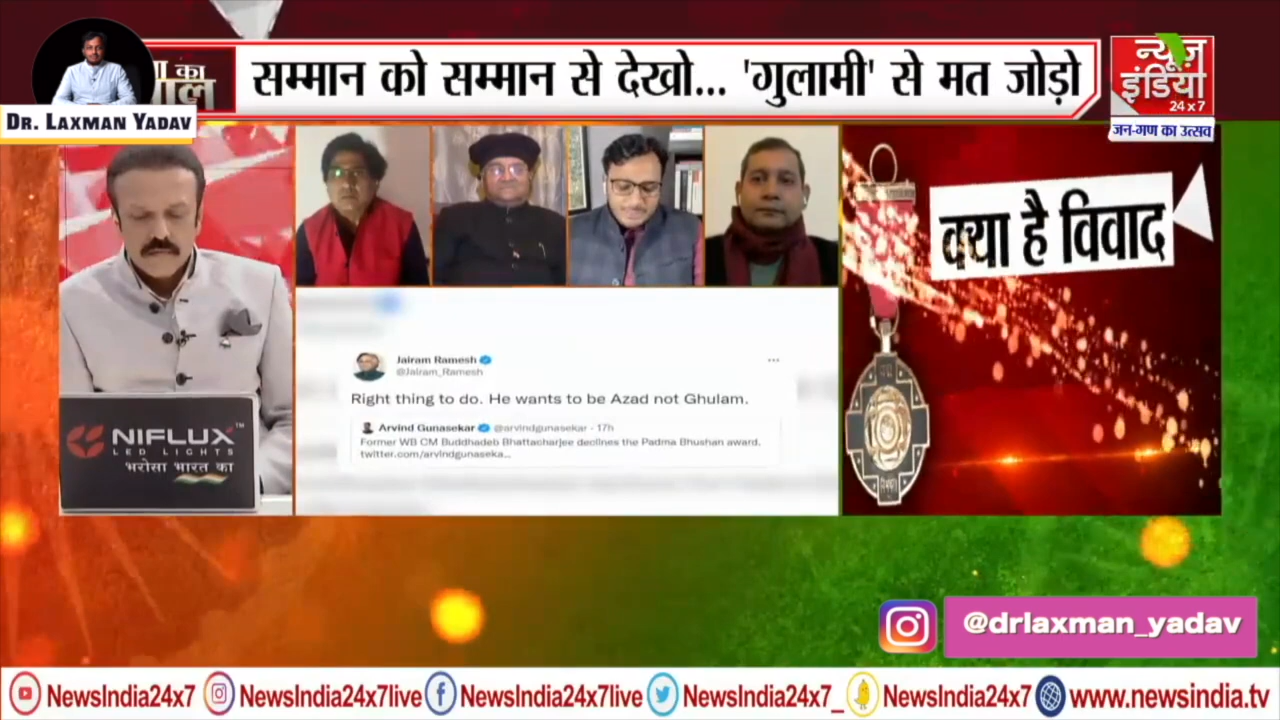 DR. LAXMAN YADAV
का
सम्मान को सम्मान से देखो... 'गुलामी' से मत जोड़ो
न्यूज़
इंडिया
24x7
जन-गण का उत्सव
क्या है विवाद
Jairam Ramesh
@Jairam_Ramesh
Right thing to do. He wants to be Azad not Ghulam.
Arvind Gunasekar @arvindgunasekar · 17h
Former WB CM Buddhadeb Bhattacharjee declines the Padma Bhushan award.
twitter.com/arvindgunaseka...
NIFLUX™
LED LIGHTS
भरोसा भारत का
@drlaxman_yadav
NewsIndia24x7 NewsIndia24x7live NewsIndia24x7live NewsIndia24x7_ NewsIndia24x7 www.newsindia.tv